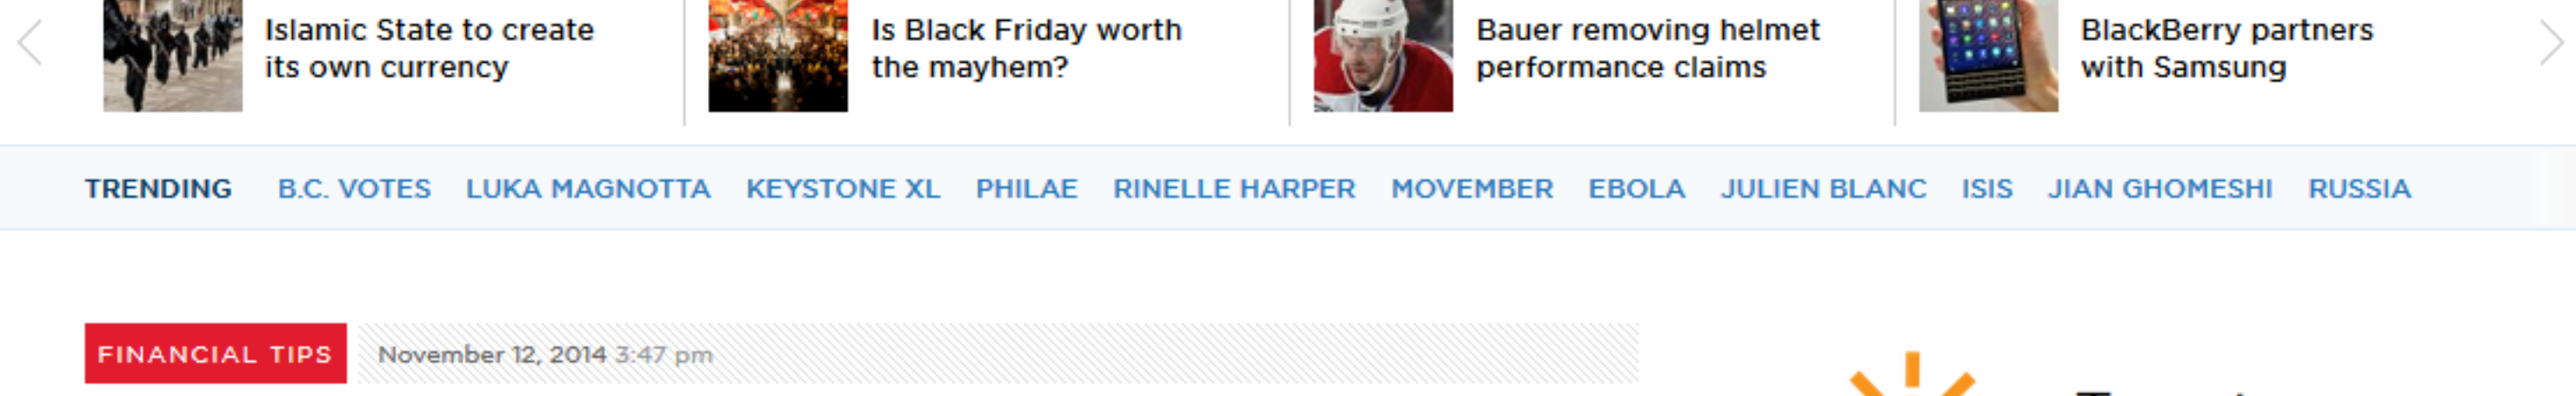 Islamic State to create
its own currency
Is Black Friday worth
the mayhem?
Bauer removing helmet
performance claims
BlackBerry partners
with Samsung
TRENDING B.C. VOTES LUKA MAGNOTTA KEYSTONE XL PHILAE RINELLE HARPER MOVEMBER EBOLA JULIEN BLANC ISIS JIAN GHOMESHI RUSSIA
FINANCIAL TIPS November 12, 2014 3:47 pm